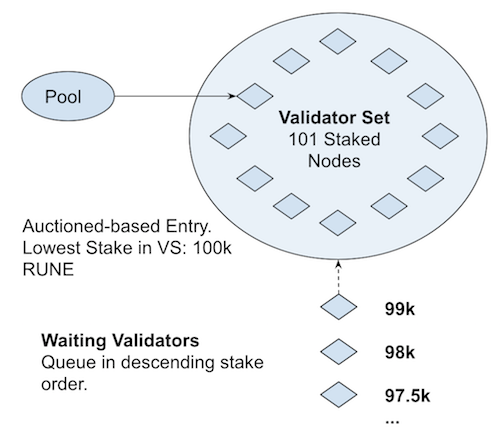 Pool
Validator Set
101 Staked
Nodes
Auctioned-based Entry.
Lowest Stake in VS: 100k
RUNE
Waiting Validators
Queue in descending stake
order.
99k
98k
97.5k
...